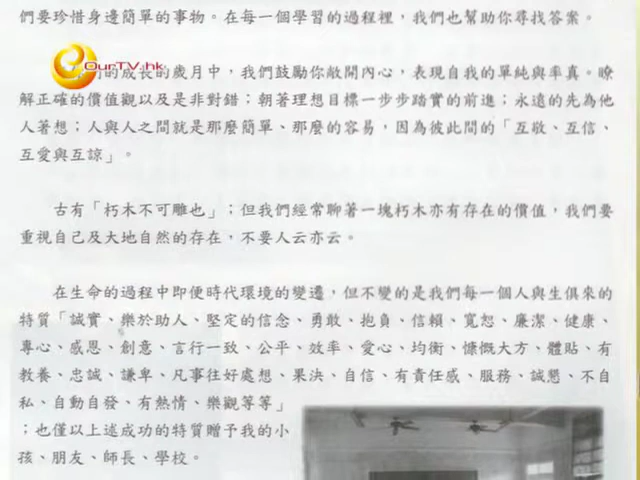 們要珍惜身邊簡單的事物。在每一個學習的過程裡，我們也幫助你尋找答案。
OurTV.hk
的成長的歲月中，我們鼓勵你敞開內心，表現自我的單純與率真。瞭
解正確的價值觀以及是非對錯；朝著理想目標一步步踏實的前進；永遠的先為他
人著想；人與人之間就是那麼簡單、那麼的容易，因為彼此間的「互敬、互信、
互愛與互諒」。
古有「朽木不可雕也」；但我們經常聊著一塊朽木亦有存在的價值，我們要
重視自己及大地自然的存在，不要人云亦云。
在生命的過程中即便時代環境的變遷，但不變的是我們每一個人與生俱來的
特質「誠實、樂於助人、堅定的信念、勇敢、抱負、信賴、寬恕、廉潔、健康、
專心、感恩、創意、言行一致、公平、效率、愛心、均衡、慷慨大方、體貼、有
教養、忠誠、謙卑、凡事往好處想、果決、自信、有責任感、服務、誠懇、不自
私、自動自發、有熱情、樂觀等等」
；也僅以上述成功的特質贈予我的小
孩、朋友、師長、學校。